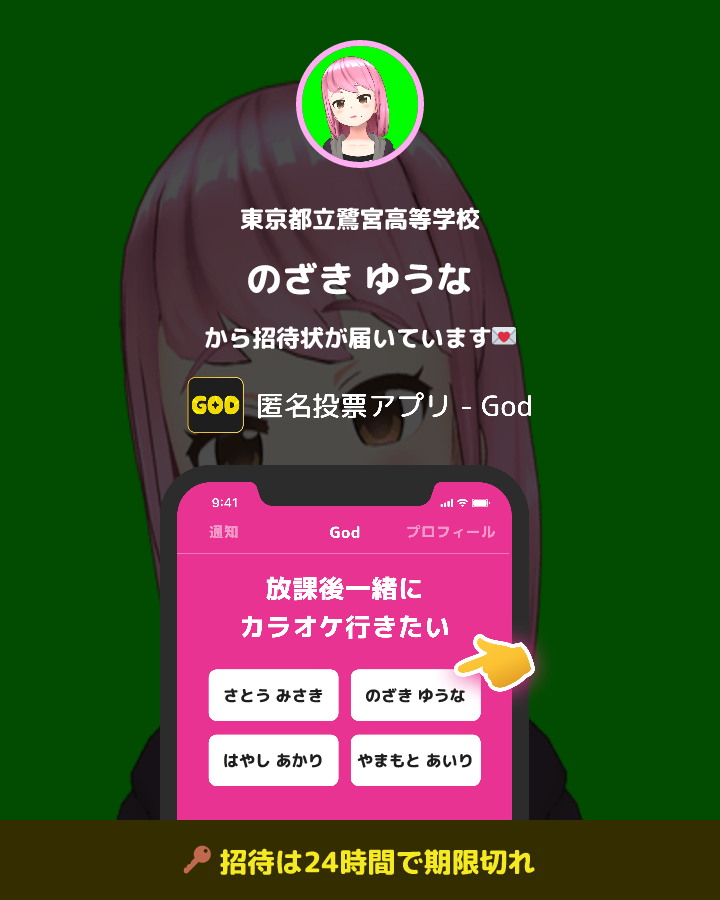 東京都立鷺宮高等学校
のざき ゆうな
から招待状が届いています💌
GOD 匿名投票アプリ - God
9:41
通知 God プロフィール
放課後一緒に
カラオケ行きたい
さとう みさき のざき ゆうな
はやし あかり やまもと あいり
招待は24時間で期限切れ